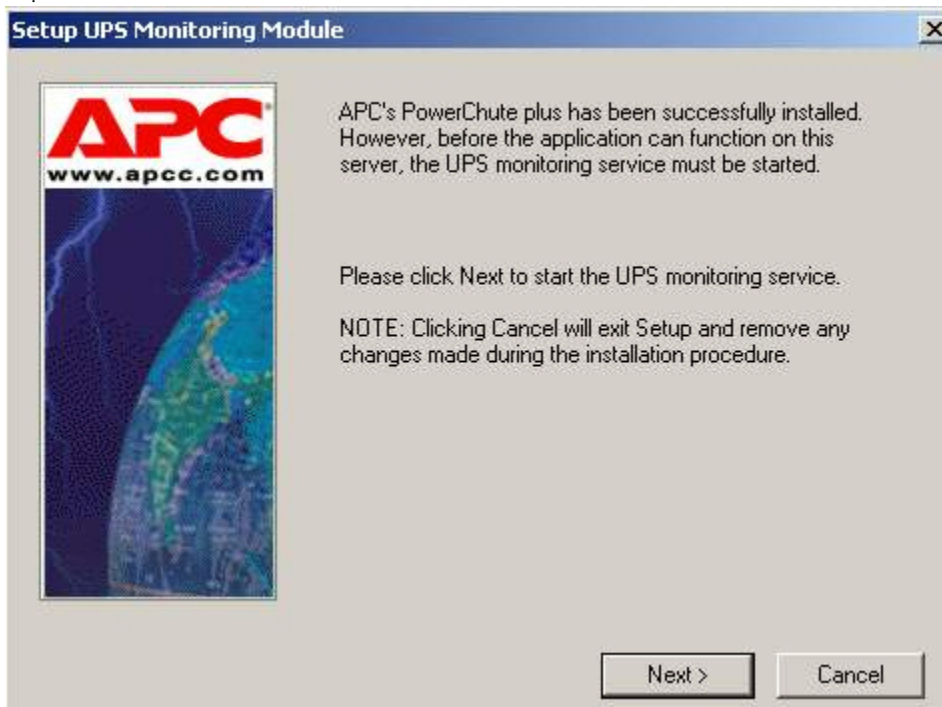 Setup UPS Monitoring Module
APC
www.apcc.com
APC's PowerChute plus has been successfully installed.
However, before the application can function on this
server, the UPS monitoring service must be started.
Please click Next to start the UPS monitoring service.
NOTE: Clicking Cancel will exit Setup and remove any
changes made during the installation procedure.
Next >
Cancel